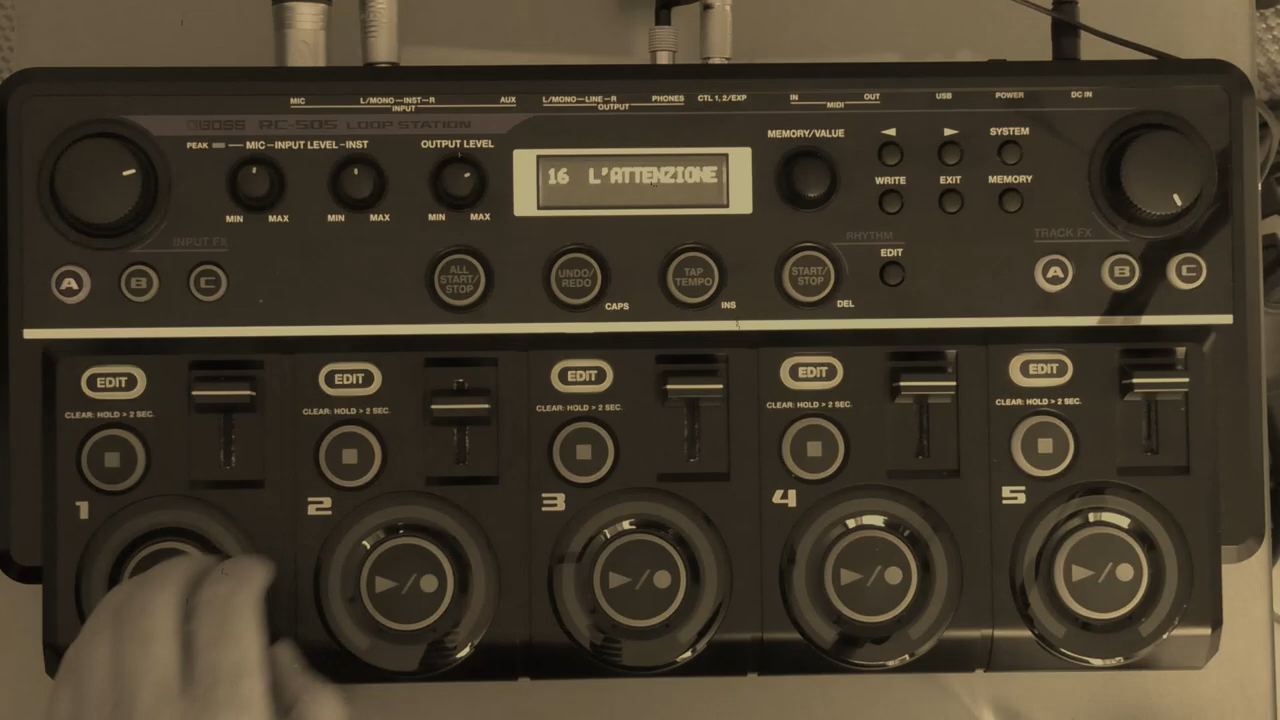 MIC L/MONO—INST—R AUX L/MONO—LINE—R PHONES CTL 1, 2/EXP IN OUT USB POWER DC IN
INPUT OUTPUT MIDI
BOSS RC-505 LOOP STATION
PEAK MIC—INPUT LEVEL—INST OUTPUT LEVEL MEMORY/VALUE ◀ ▶ SYSTEM
16 L'ATTENZIONE
WRITE EXIT MEMORY
MIN MAX MIN MAX MIN MAX
INPUT FX RHYTHM TRACK FX
EDIT
A B C A B C
ALL START/STOP UNDO/REDO TAP TEMPO START/STOP
CAPS INS DEL
EDIT EDIT EDIT EDIT EDIT
CLEAR: HOLD > 2 SEC. CLEAR: HOLD > 2 SEC. CLEAR: HOLD > 2 SEC. CLEAR: HOLD > 2 SEC. CLEAR: HOLD > 2 SEC.
1 2 3 4 5